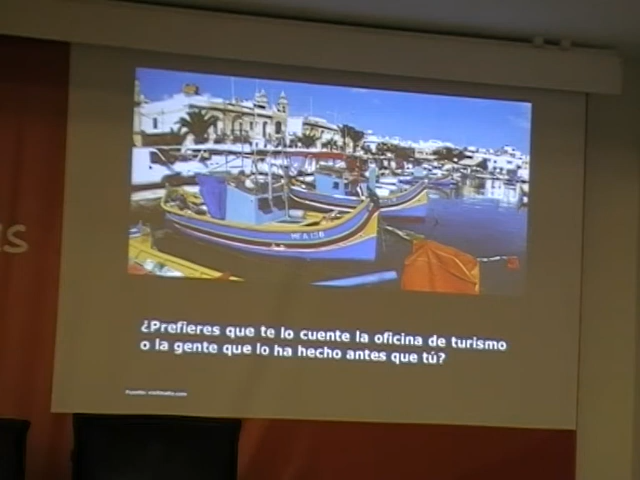 ¿Prefieres que te lo cuente la oficina de turismo
o la gente que lo ha hecho antes que tú?